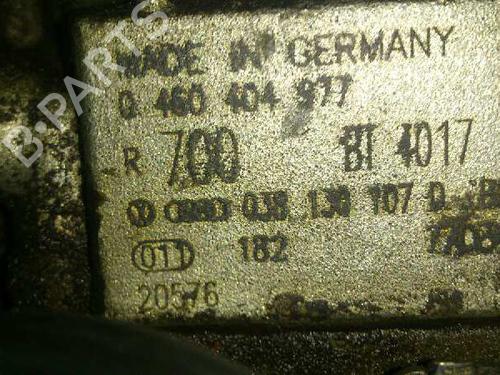 B-PARTS
MADE IN GERMANY
0 460 404 977
R 700 BT 4017
038 130 107 D
011 182
20576